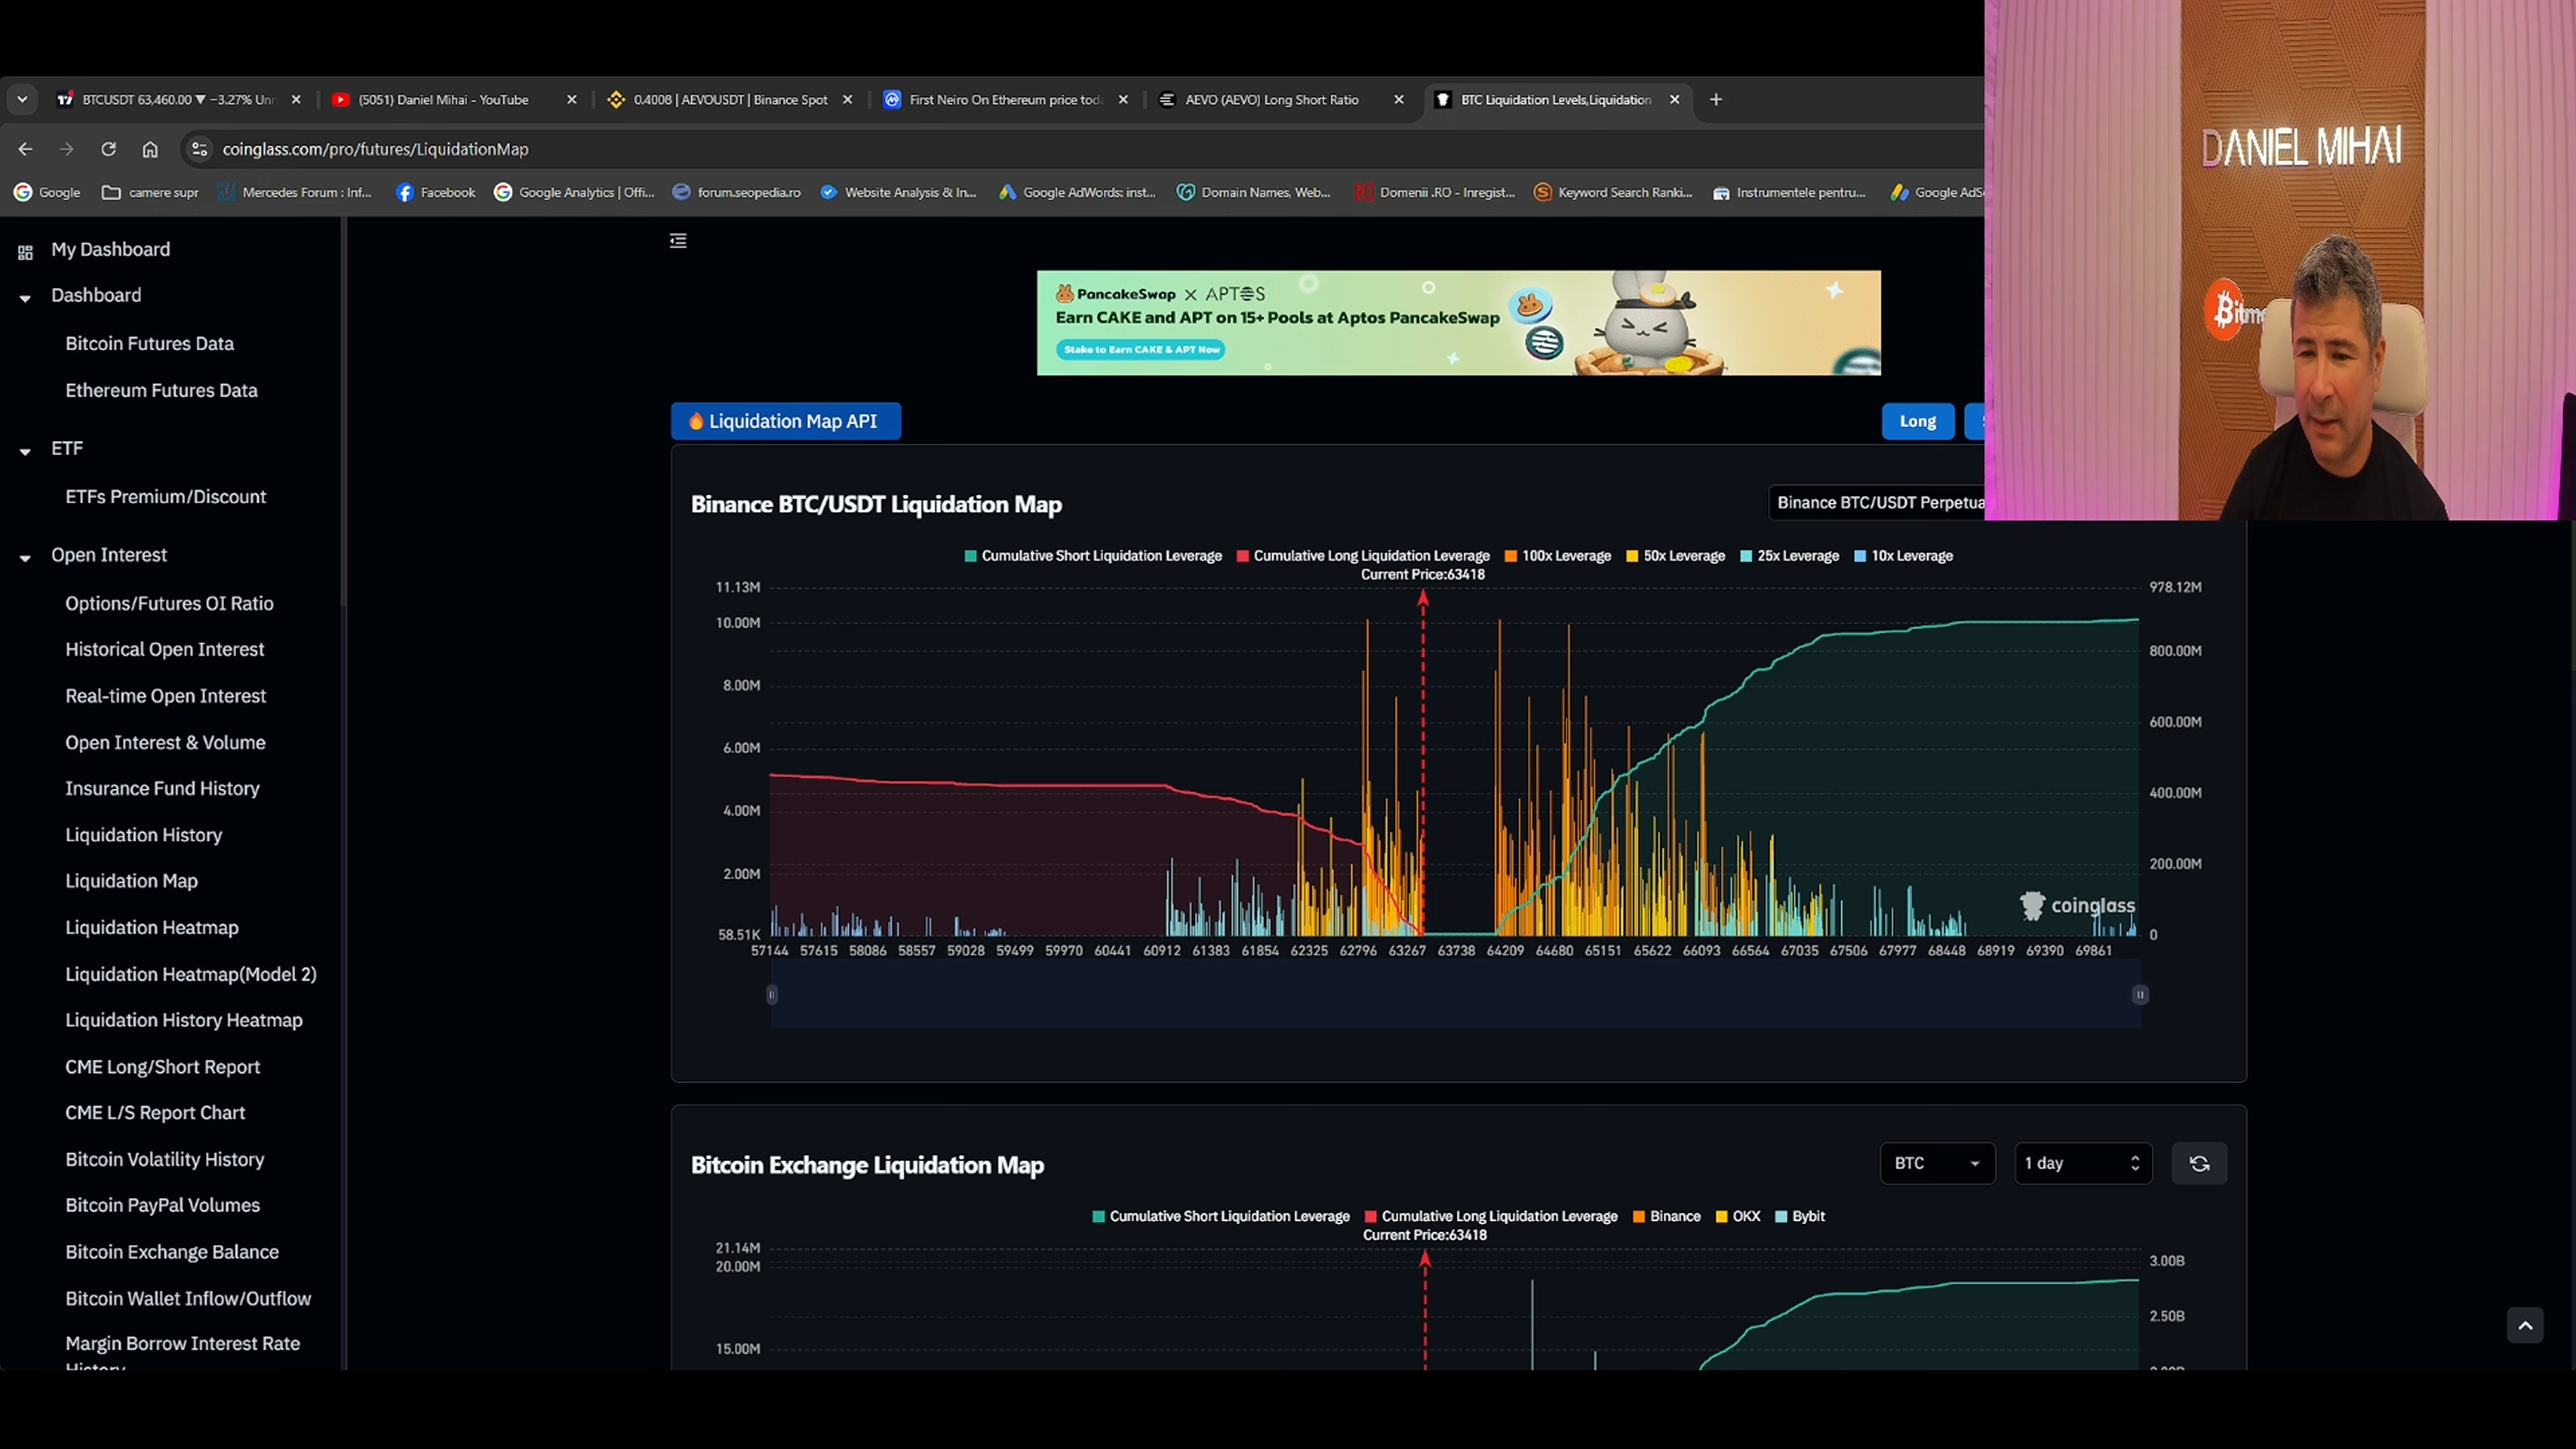 BTCUSDT 63,460.00 ▼ −3.27% Un
(5051) Daniel Mihai - YouTube
0.4008 | AEVOUSDT | Binance Spot
First Neiro On Ethereum price tod
AEVO (AEVO) Long Short Ratio
BTC Liquidation Levels,Liquidation
coinglass.com/pro/futures/LiquidationMap
Google
camere supr
Mercedes Forum : Inf...
Facebook
Google Analytics | Offi...
forum.seopedia.ro
Website Analysis & In...
Google AdWords: inst...
Domain Names, Web...
Domenii .RO - Inregist...
Keyword Search Ranki...
Instrumentele pentru...
Google AdSe
DANIEL MIHAI
My Dashboard
Dashboard
Bitcoin Futures Data
Ethereum Futures Data
ETF
ETFs Premium/Discount
Open Interest
Options/Futures OI Ratio
Historical Open Interest
Real-time Open Interest
Open Interest & Volume
Insurance Fund History
Liquidation History
Liquidation Map
Liquidation Heatmap
Liquidation Heatmap(Model 2)
Liquidation History Heatmap
CME Long/Short Report
CME L/S Report Chart
Bitcoin Volatility History
Bitcoin PayPal Volumes
Bitcoin Exchange Balance
Bitcoin Wallet Inflow/Outflow
Margin Borrow Interest Rate
History
PancakeSwap X APTOS
Earn CAKE and APT on 15+ Pools at Aptos PancakeSwap
Stake to Earn CAKE & APT Now
Liquidation Map API
Long
Binance BTC/USDT Liquidation Map
Binance BTC/USDT Perpetua
Cumulative Short Liquidation Leverage Cumulative Long Liquidation Leverage 100x Leverage 50x Leverage 25x Leverage 10x Leverage
Current Price:63418
11.13M
10.00M
8.00M
6.00M
4.00M
2.00M
58.51K
978.12M
800.00M
600.00M
400.00M
200.00M
0
coinglass
57144 57615 58086 58557 59028 59499 59970 60441 60912 61383 61854 62325 62796 63267 63738 64209 64680 65151 65622 66093 66564 67035 67506 67977 68448 68919 69390 69861
Bitcoin Exchange Liquidation Map
BTC
1 day
Cumulative Short Liquidation Leverage Cumulative Long Liquidation Leverage Binance OKX Bybit
Current Price:63418
21.14M
20.00M
15.00M
3.00B
2.50B